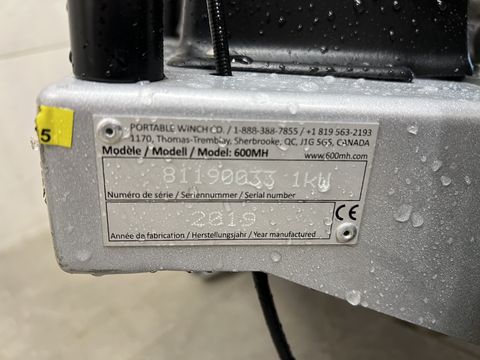 5
PORTABLE WINCH CO. / 1-888-388-7855 / +1 819 563-2193
1170, Thomas-Tremblay, Sherbrooke, QC, J1G 5G5, CANADA
Modèle / Modell / Model: 600MH www.600mh.com
81190033 1kW
Numéro de série / Seriennummer / Serial number
2019
CE
Année de fabrication / Herstellungsjahr / Year manufactured